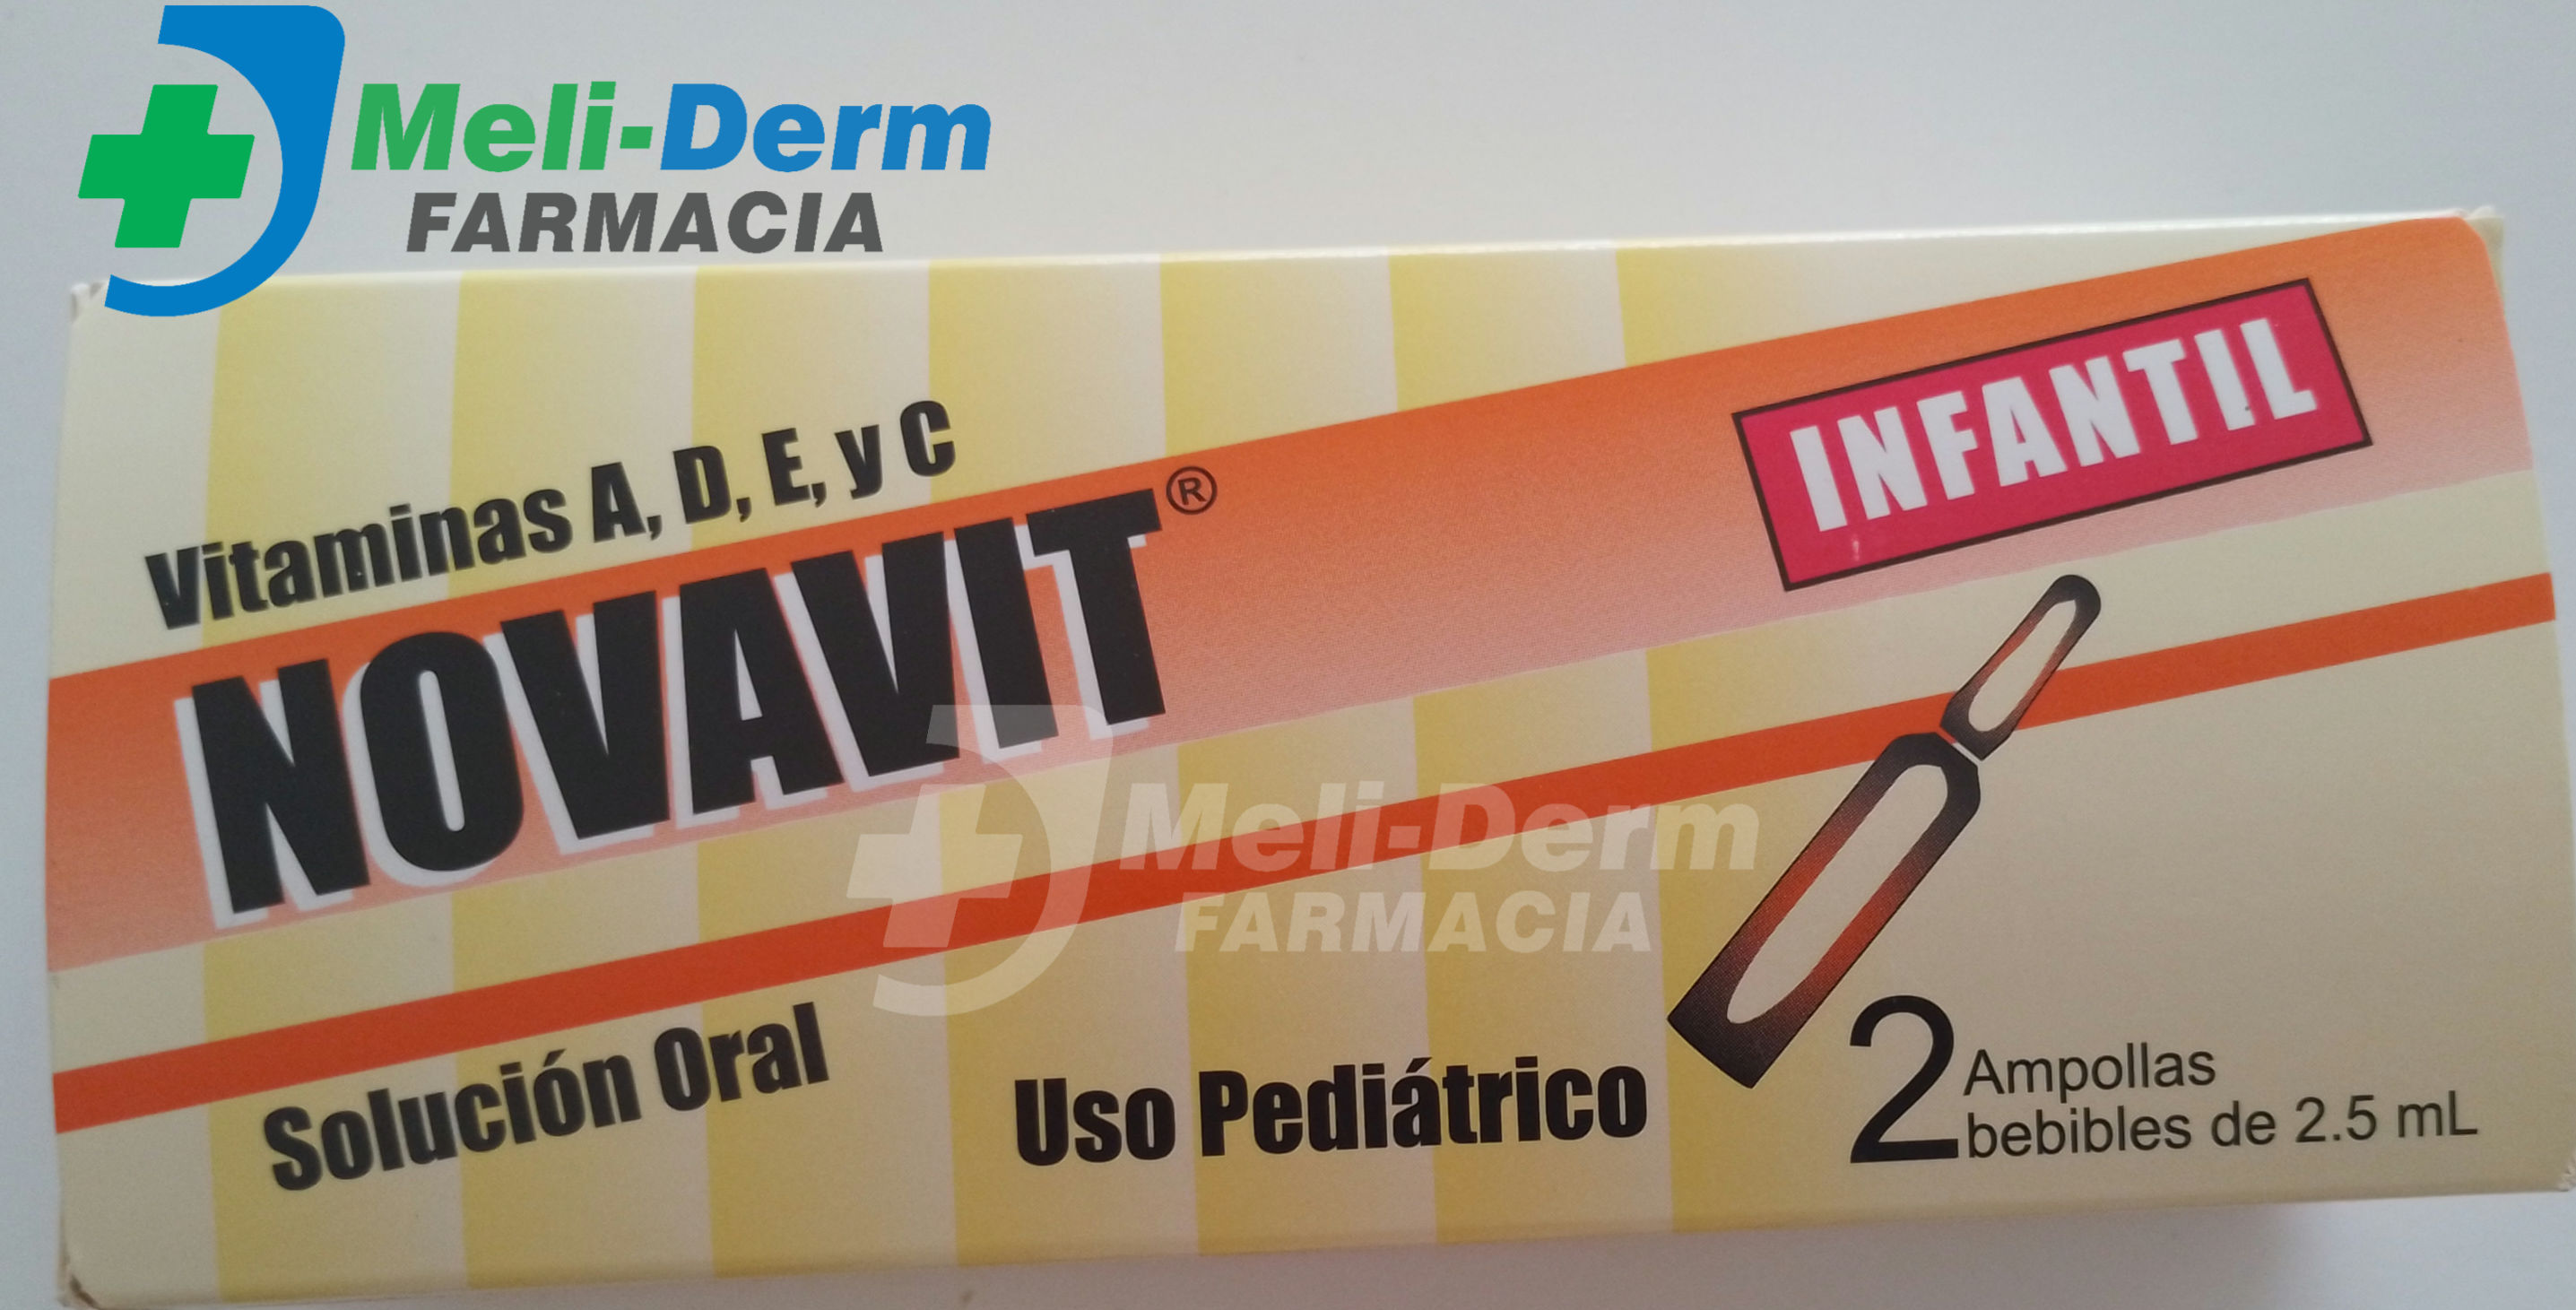 Meli-Derm
FARMACIA
Vitaminas A, D, E, y C
NOVAVIT®
INFANTIL
Meli-Derm
FARMACIA
Solución Oral
Uso Pediátrico
2 Ampollas
bebibles de 2.5 mL